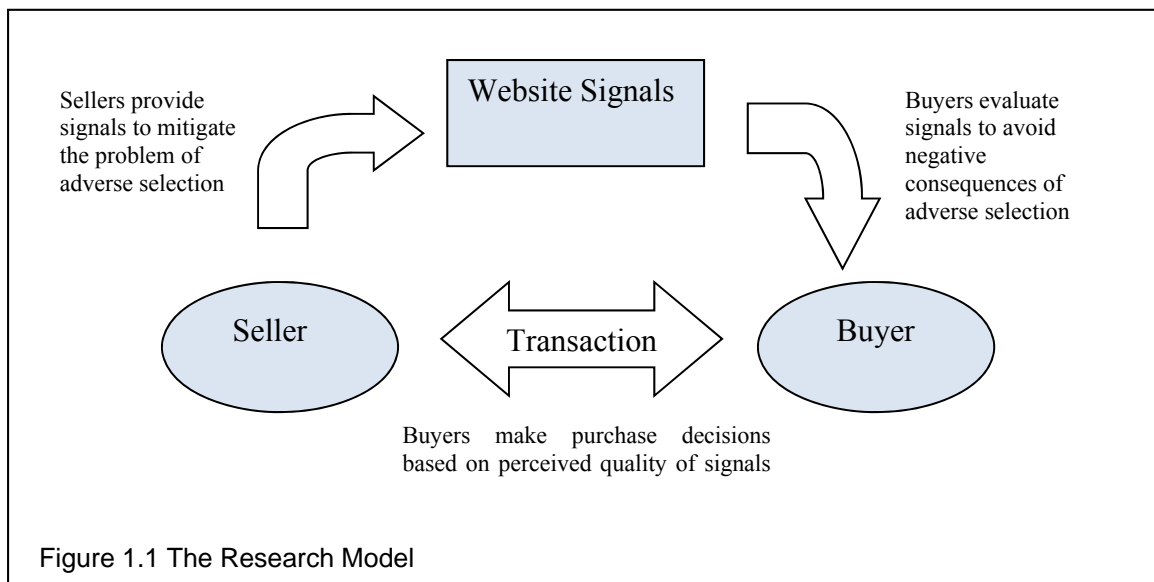 Website Signals
Sellers provide
signals to mitigate
the problem of
adverse selection
Buyers evaluate
signals to avoid
negative
consequences of
adverse selection
Seller
Transaction
Buyer
Buyers make purchase decisions
based on perceived quality of signals
Figure 1.1 The Research Model